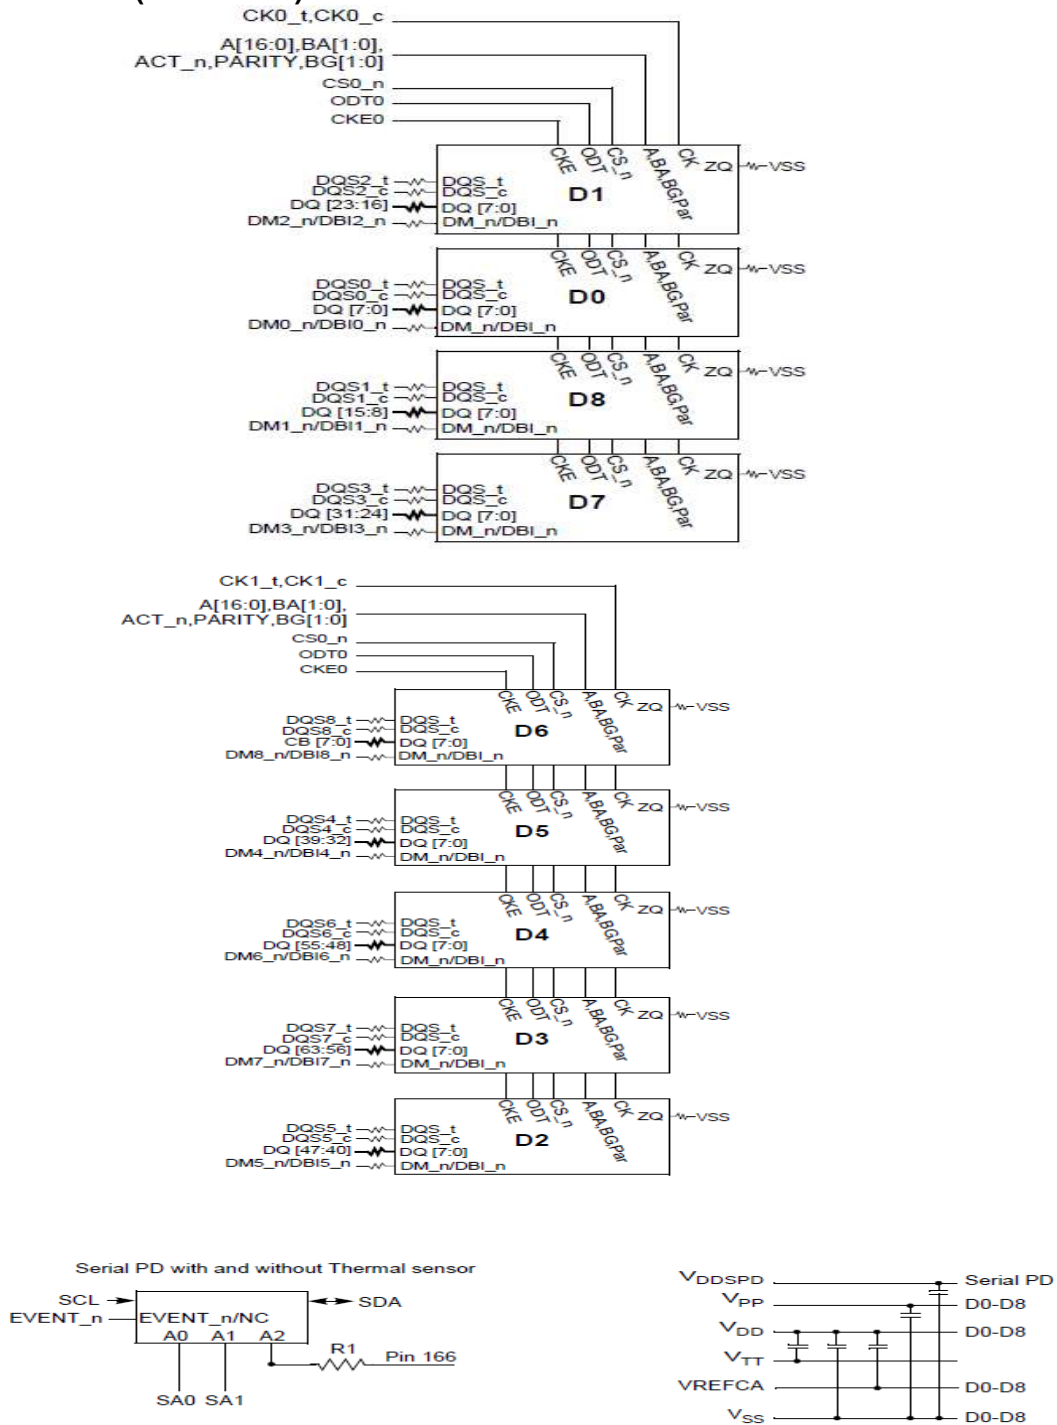 CK0_t,CK0_c
A[16:0],BA[1:0],
ACT_n,PARITY,BG[1:0]
CS0_n
ODT0
CKE0
CKE ODT CS_n A,BA,BG,Par CK ZQ VSS
D1
DQS2_t DQS_t
DQS2_c DQS_c
DQ [23:16] DQ [7:0]
DM2_n/DBI2_n DM_n/DBI_n
CKE ODT CS_n A,BA,BG,Par CK ZQ VSS
D0
DQS0_t DQS_t
DQS0_c DQS_c
DQ [7:0] DQ [7:0]
DM0_n/DBI0_n DM_n/DBI_n
CKE ODT CS_n A,BA,BG,Par CK ZQ VSS
D8
DQS1_t DQS_t
DQS1_c DQS_c
DQ [15:8] DQ [7:0]
DM1_n/DBI1_n DM_n/DBI_n
CKE ODT CS_n A,BA,BG,Par CK ZQ VSS
D7
DQS3_t DQS_t
DQS3_c DQS_c
DQ [31:24] DQ [7:0]
DM3_n/DBI3_n DM_n/DBI_n
CK1_t,CK1_c
A[16:0],BA[1:0],
ACT_n,PARITY,BG[1:0]
CS0_n
ODT0
CKE0
CKE ODT CS_n A,BA,BG,Par CK ZQ VSS
D6
DQS8_t DQS_t
DQS8_c DQS_c
CB [7:0] DQ [7:0]
DM8_n/DBI8_n DM_n/DBI_n
CKE ODT CS_n A,BA,BG,Par CK ZQ VSS
D5
DQS4_t DQS_t
DQS4_c DQS_c
DQ [39:32] DQ [7:0]
DM4_n/DBI4_n DM_n/DBI_n
CKE ODT CS_n A,BA,BG,Par CK ZQ VSS
D4
DQS6_t DQS_t
DQS6_c DQS_c
DQ [55:48] DQ [7:0]
DM6_n/DBI6_n DM_n/DBI_n
CKE ODT CS_n A,BA,BG,Par CK ZQ VSS
D3
DQS7_t DQS_t
DQS7_c DQS_c
DQ [63:56] DQ [7:0]
DM7_n/DBI7_n DM_n/DBI_n
CKE ODT CS_n A,BA,BG,Par CK ZQ VSS
D2
DQS5_t DQS_t
DQS5_c DQS_c
DQ [47:40] DQ [7:0]
DM5_n/DBI5_n DM_n/DBI_n
Serial PD with and without Thermal sensor
SCL SDA
EVENT_n EVENT_n/NC
A0 A1 A2
R1 Pin 166
SA0 SA1
VDDSPD Serial PD
VPP D0-D8
VDD D0-D8
VTT
VREFCA D0-D8
VSS D0-D8